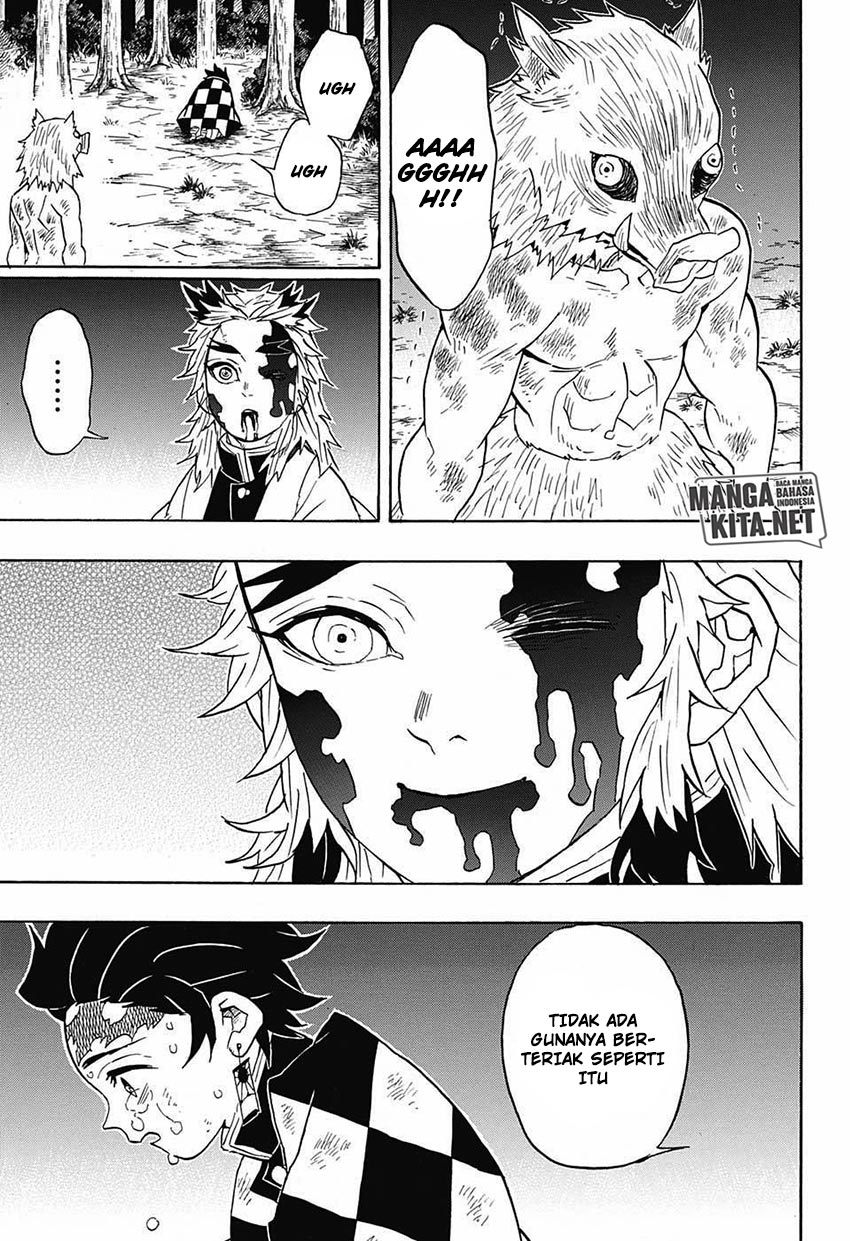 AAAA
GGGHH
H!!
UGH
UGH
......
MANGA
KITA.NET
BACA MANGA
BAHASA
INDONESIA
TIDAK ADA
GUNANYA BER-
TERIAK SEPERTI
ITU